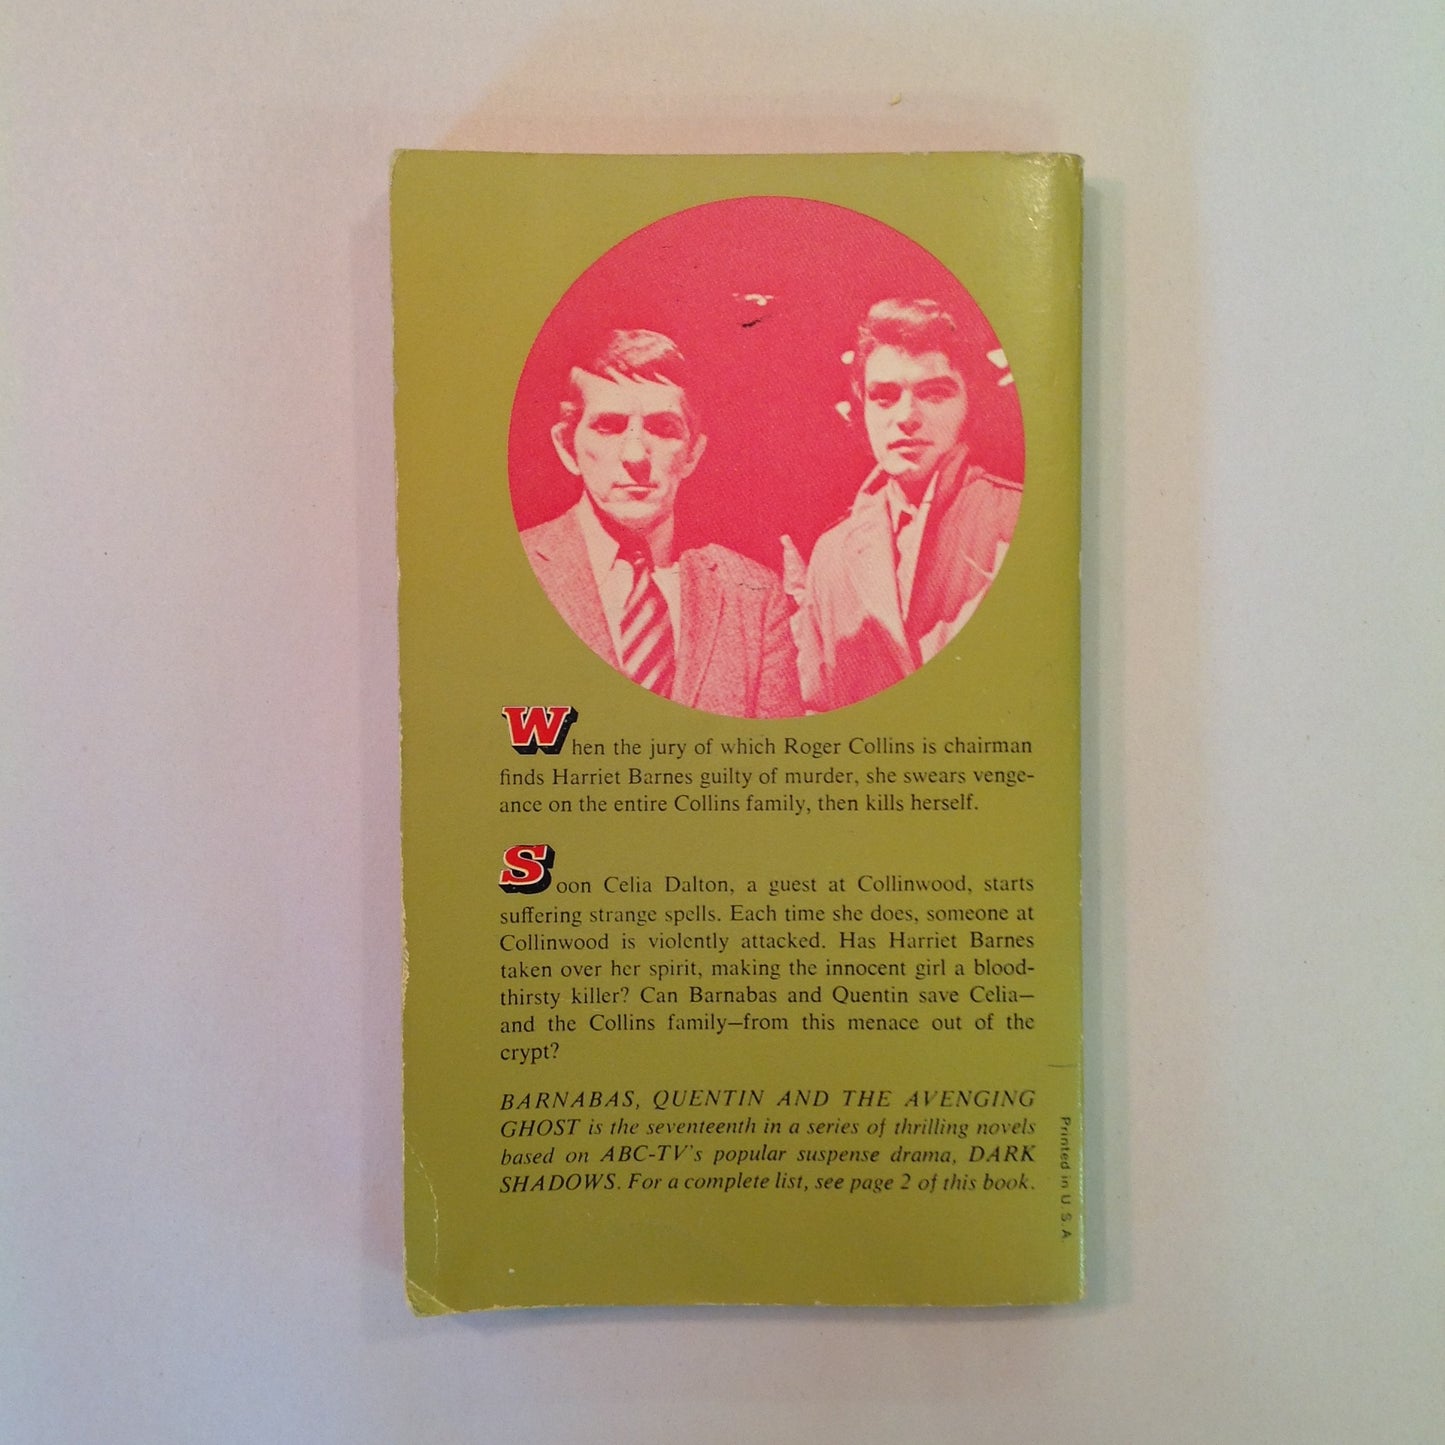 When the jury of which Roger Collins is chairman
finds Harriet Barnes guilty of murder, she swears venge-
ance on the entire Collins family, then kills herself.
Soon Celia Dalton, a guest at Collinwood, starts
suffering strange spells. Each time she does, someone at
Collinwood is violently attacked. Has Harriet Barnes
taken over her spirit, making the innocent girl a blood-
thirsty killer? Can Barnabas and Quentin save Celia—
and the Collins family—from this menace out of the
crypt?
BARNABAS, QUENTIN AND THE AVENGING
GHOST is the seventeenth in a series of thrilling novels
based on ABC-TV's popular suspense drama, DARK
SHADOWS. For a complete list, see page 2 of this book.
Printed in U.S.A.